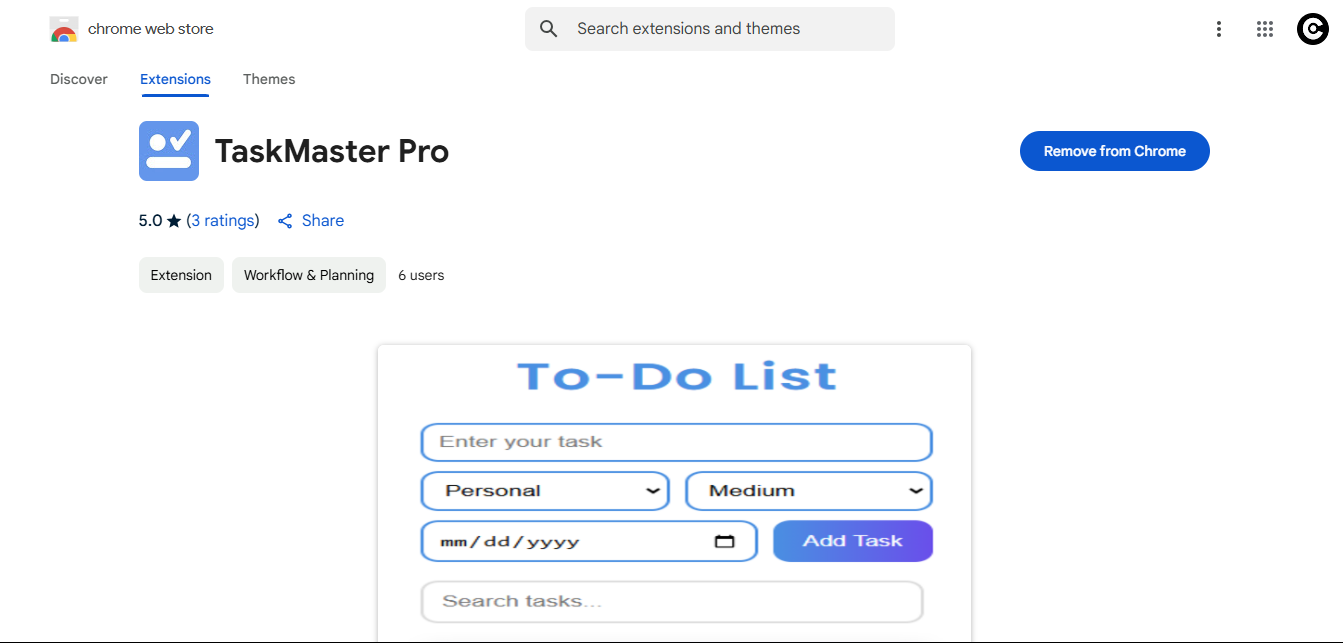 chrome web store
Search extensions and themes
Discover Extensions Themes
TaskMaster Pro
Remove from Chrome
5.0 ★ (3 ratings) Share
Extension Workflow & Planning 6 users
To-Do List
Enter your task
Personal Medium
mm/dd/yyyy Add Task
Search tasks...